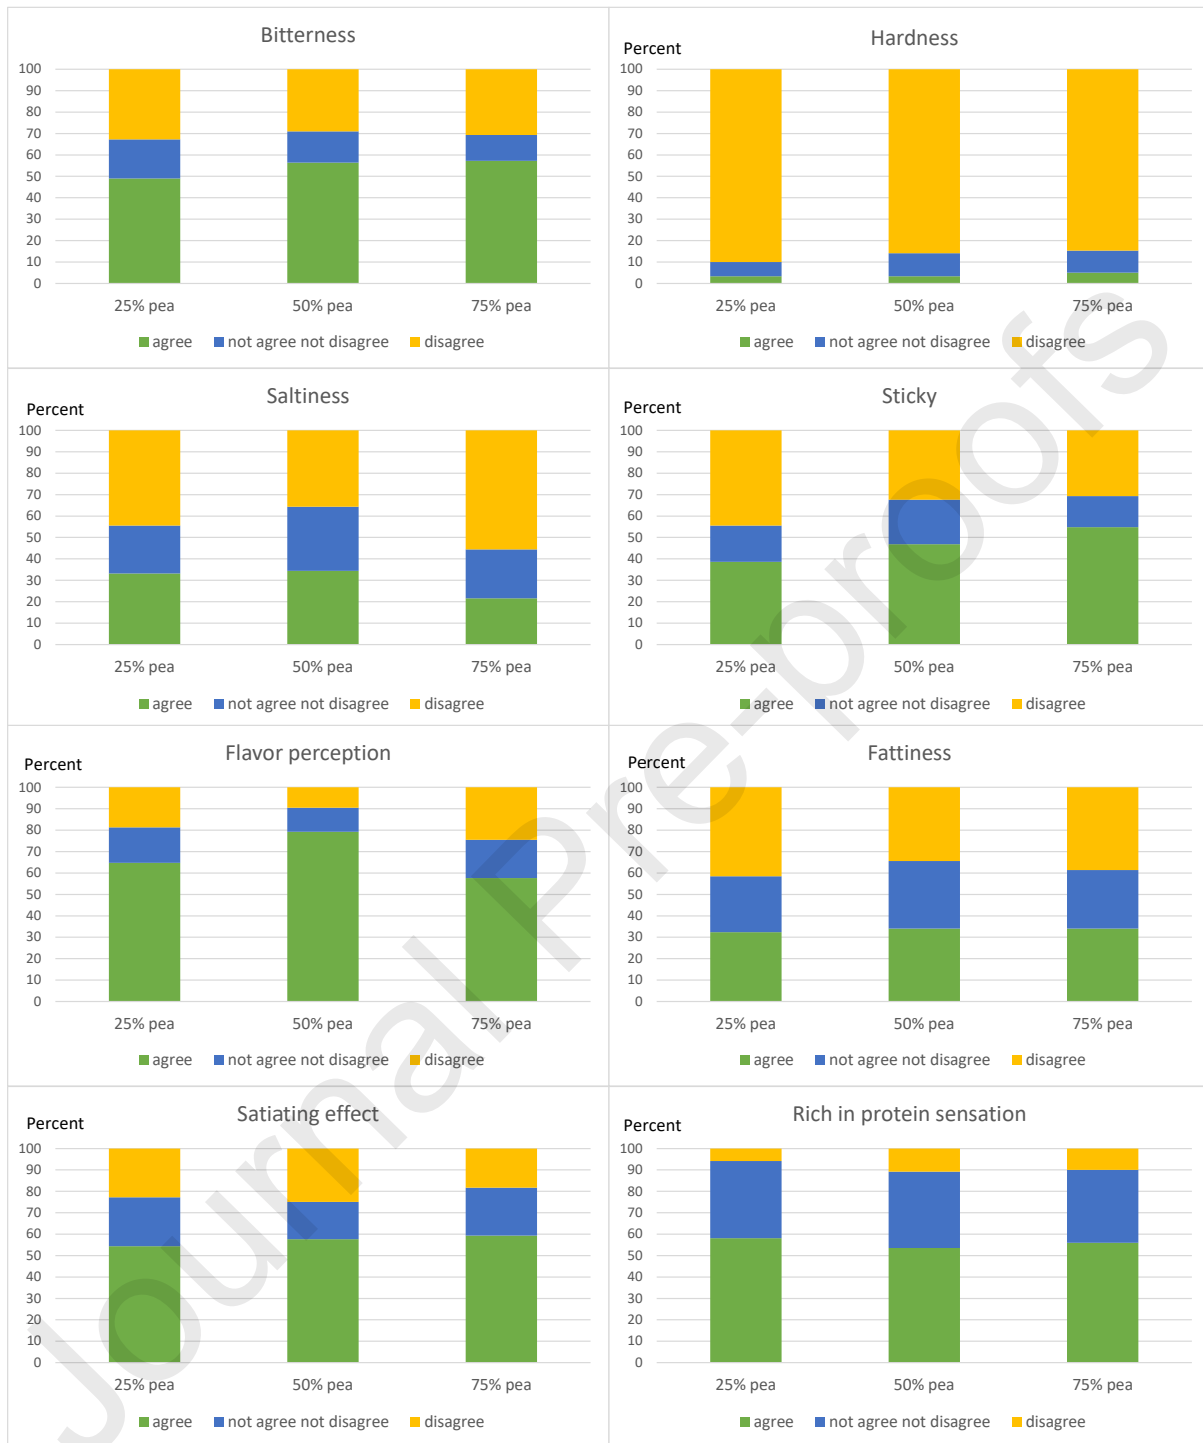 Bitterness
100
90
80
70
60
50
40
30
20
10
0
25% pea 50% pea 75% pea
agree not agree not disagree disagree
Hardness
Percent
100
90
80
70
60
50
40
30
20
10
0
25% pea 50% pea 75% pea
agree not agree not disagree disagree
Saltiness
Percent
100
90
80
70
60
50
40
30
20
10
0
25% pea 50% pea 75% pea
agree not agree not disagree disagree
Sticky
Percent
100
90
80
70
60
50
40
30
20
10
0
25% pea 50% pea 75% pea
agree not agree not disagree disagree
Flavor perception
Percent
100
90
80
70
60
50
40
30
20
10
0
25% pea 50% pea 75% pea
agree not agree not disagree disagree
Fattiness
Percent
100
90
80
70
60
50
40
30
20
10
0
25% pea 50% pea 75% pea
agree not agree not disagree disagree
Satiating effect
Percent
100
90
80
70
60
50
40
30
20
10
0
25% pea 50% pea 75% pea
agree not agree not disagree disagree
Rich in protein sensation
Percent
100
90
80
70
60
50
40
30
20
10
0
25% pea 50% pea 75% pea
agree not agree not disagree disagree
Journal Pre-proofs